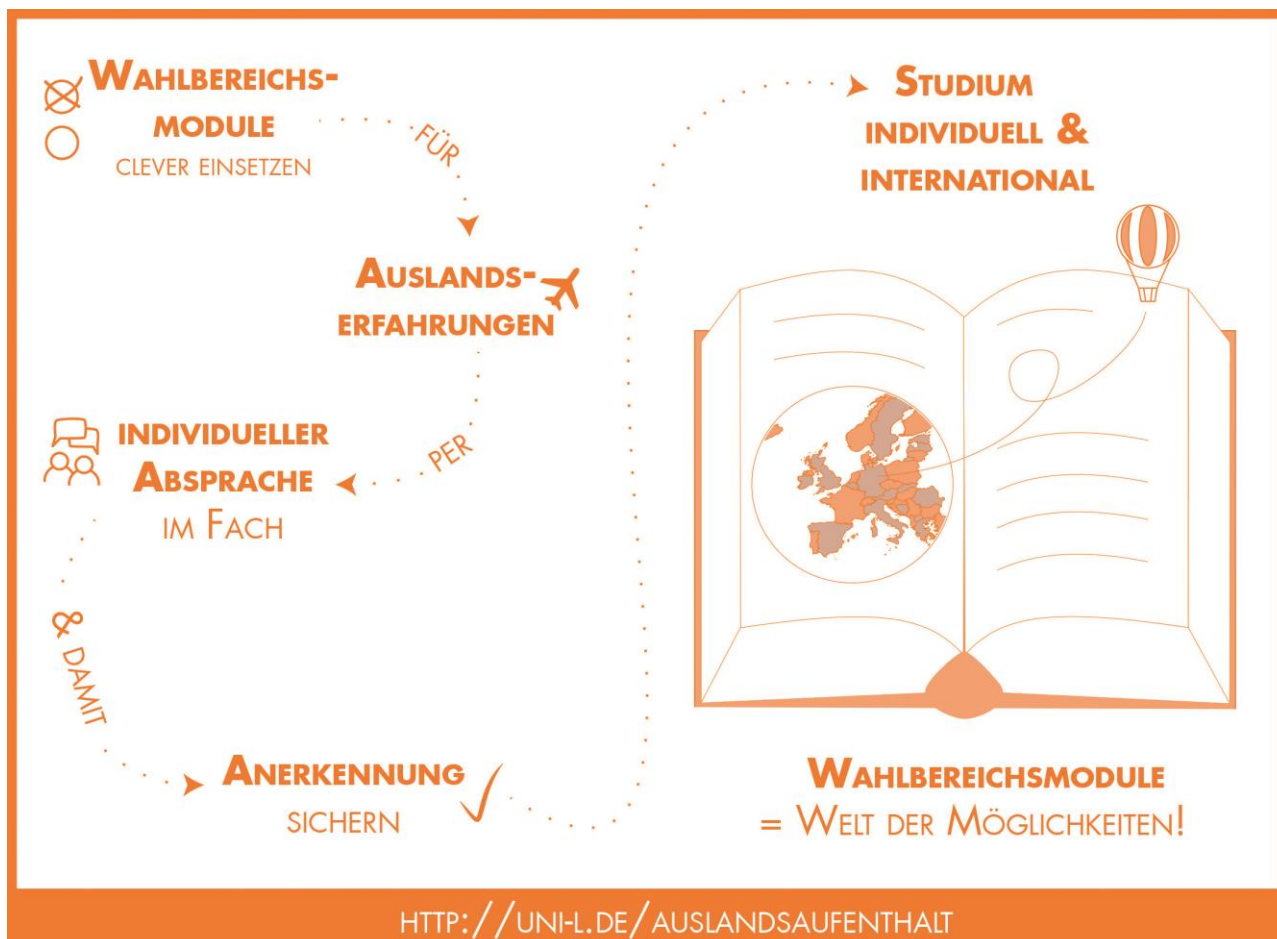 WAHLBEREICHS-
MODULE
CLEVER EINSETZEN
FÜR
AUSLANDS-
ERFAHRUNGEN
PER
INDIVIDUELLER
ABSPRACHE
IM FACH
& DAMIT
ANERKENNUNG
SICHERN
STUDIUM
INDIVIDUELL &
INTERNATIONAL
WAHLBEREICHSMODULE
= WELT DER MÖGLICHKEITEN!
HTTP://UNI-L.DE/AUSLANDSAUFENTHALT